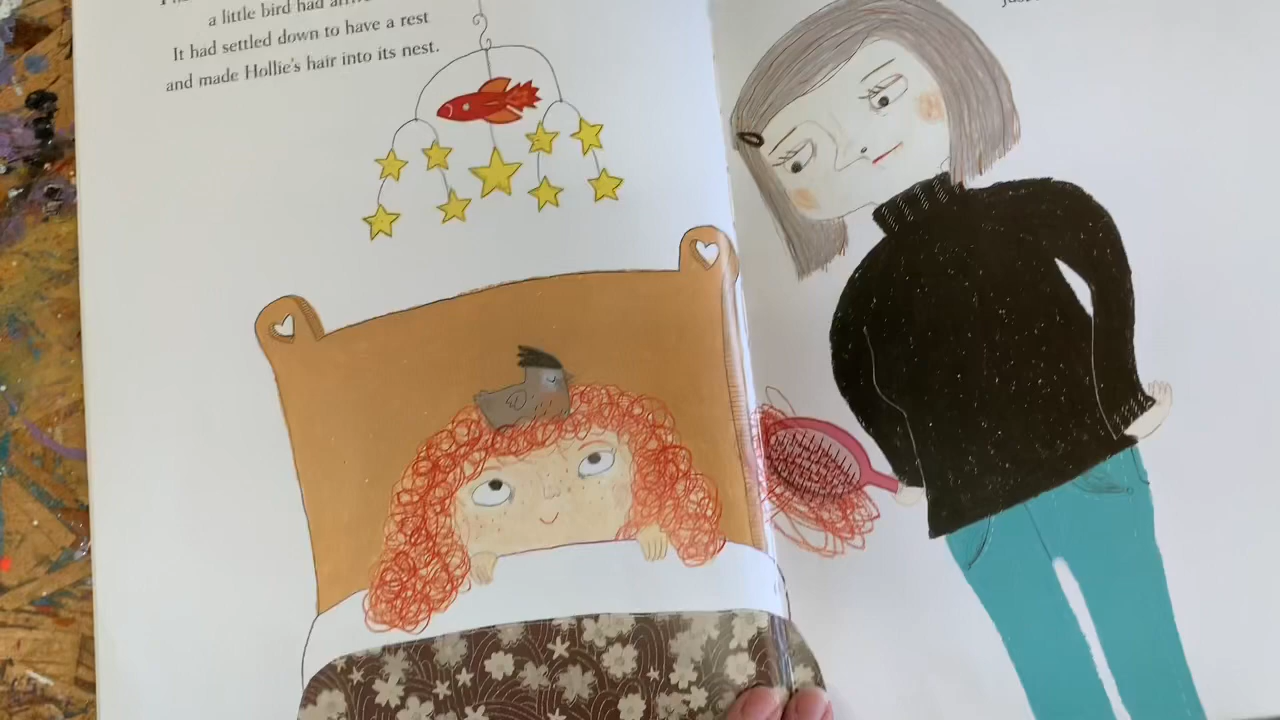 a little bird had
It had settled down to have a rest
and made Hollie's hair into its nest.